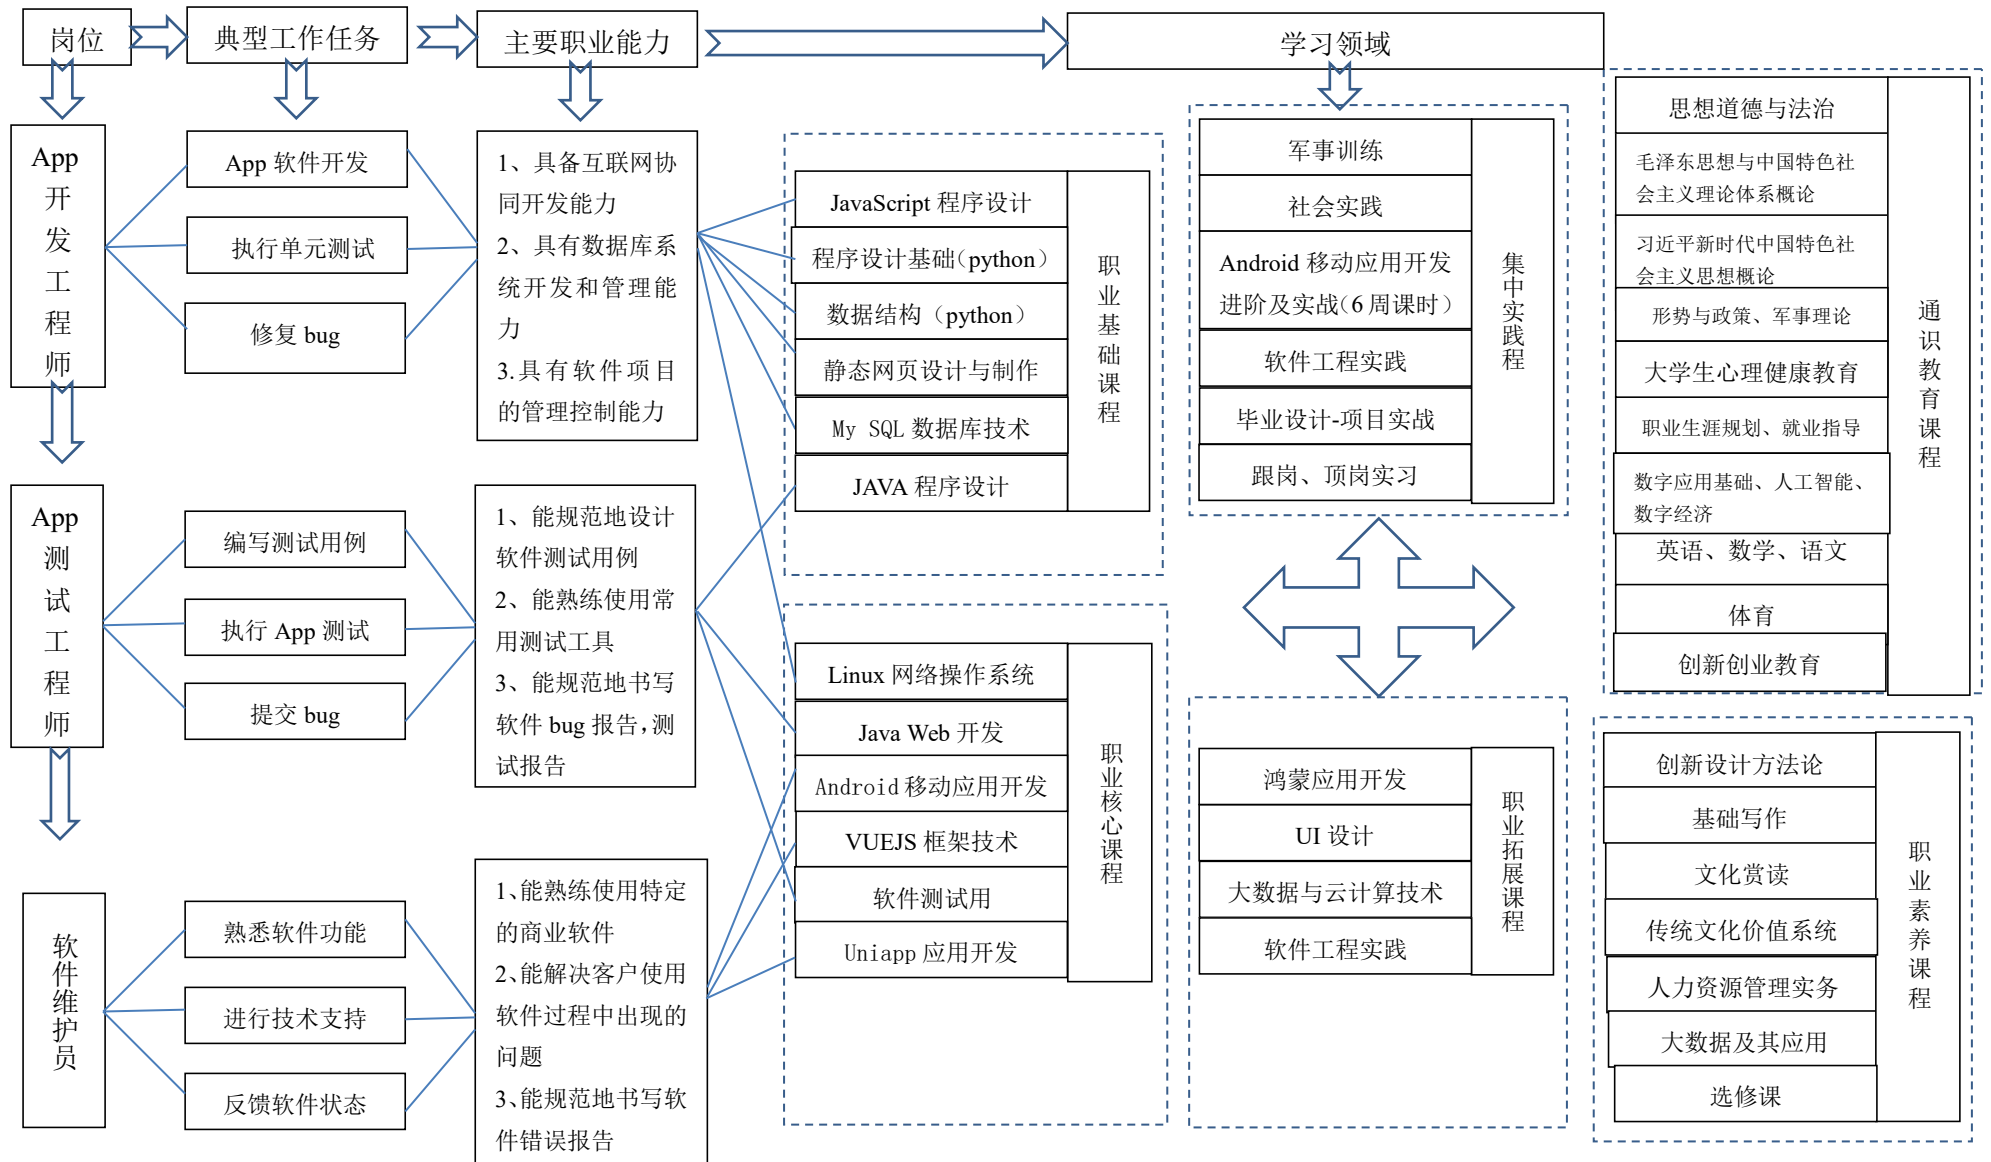 岗位
典型工作任务
主要职业能力
学习领域
App
开
发
工
程
师
App 软件开发
执行单元测试
修复 bug
1、具备互联网协
同开发能力
2、具有数据库系
统开发和管理能
力
3.具有软件项目
的管理控制能力
App
测
试
工
程
师
编写测试用例
执行 App 测试
提交 bug
1、能规范地设计
软件测试用例
2、能熟练使用常
用测试工具
3、能规范地书写
软件 bug 报告，测
试报告
软件维护员
熟悉软件功能
进行技术支持
反馈软件状态
1、能熟练使用特定
的商业软件
2、能解决客户使用
软件过程中出现的
问题
3、能规范地书写软
件错误报告
JavaScript 程序设计
程序设计基础（python）
数据结构（python）
静态网页设计与制作
My SQL 数据库技术
JAVA 程序设计
职业基础课程
Linux 网络操作系统
Java Web 开发
Android 移动应用开发
VUEJS 框架技术
软件测试用
Uniapp 应用开发
职业核心课程
军事训练
社会实践
Android 移动应用开发
进阶及实战（6 周课时）
软件工程实践
毕业设计-项目实战
跟岗、顶岗实习
集中实践程
鸿蒙应用开发
UI 设计
大数据与云计算技术
软件工程实践
职业拓展课程
思想道德与法治
毛泽东思想与中国特色社
会主义理论体系概论
习近平新时代中国特色社
会主义思想概论
形势与政策、军事理论
大学生心理健康教育
职业生涯规划、就业指导
数字应用基础、人工智能、
数字经济
英语、数学、语文
体育
创新创业教育
通识教育课程
创新设计方法论
基础写作
文化赏读
传统文化价值系统
人力资源管理实务
大数据及其应用
选修课
职业素养课程